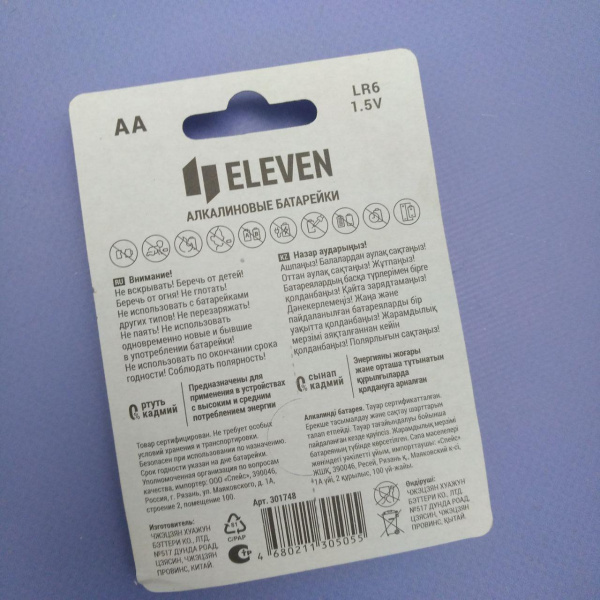 AA
LR6
1.5V
ELEVEN
АЛКАЛИНОВЫЕ БАТАРЕЙКИ
RU Внимание!
Не вскрывать! Беречь от детей!
Беречь от огня! Не глотать!
Не использовать с батарейками
других типов! Не перезаряжать!
Не паять! Не использовать
одновременно новые и бывшие
в употреблении батарейки!
Не использовать по окончании срока
годности! Соблюдать полярность!
KZ Назар аударыңыз!
Ашпаңыз! Балалардан аулақ сақтаңыз!
Оттан аулақ сақтаңыз! Жұтпаңыз!
Батареялардың басқа түрлерімен бірге
қолданбаңыз! Қайта зарядтамаңыз!
Дәнекерлемеңіз! Жаңа және
пайдаланылған батареяларды бір
уақытта қолданбаңыз! Жарамдылық
мерзімі аяқталғаннан кейін
қолданбаңыз! Полярлығын сақтаңыз!
0 ртуть
кадмий
Предназначены для
применения в устройствах
с высоким и средним
потреблением энергии
0 сынап
кадмий
Энергияны жоғары
және орташа тұтынатын
құрылғыларда
қолдануға арналған
Товар сертифицирован. Не требует особых
условий хранения и транспортировки.
Безопасен при использовании по назначению.
Срок годности указан на дне батарейки.
Уполномоченная организация по вопросам
качества, импортер: ООО «Спейс», 390046,
Россия, г. Рязань, ул. Маяковского, д. 1А,
строение 2, помещение 100.
Алкалинді батарея. Тауар сертификатталған.
Ерекше тасымалдау және сақтау шарттарын
талап етпейді. Тауар тағайындалуы бойынша
пайдаланған кезде қауіпсіз. Жарамдылық мерзімі
батареяның түбінде көрсетілген. Сапа мәселелері
жөніндегі уәкілетті ұйым, импорттаушы: «Спейс»
ЖШҚ, 390046, Ресей, Рязань қ., Маяковский к-сі,
1А үйі, 2 құрылыс, 100 үй-жайы.
Арт. 301748
Изготовитель:
ЧЖЭЦЗЯН ХУАЖУН
БЭТТЕРИ КО., ЛТД.
№517 ДУНДА РОАД,
ЦЗЯСИН, ЧЖЭЦЗЯН
ПРОВИНС, КИТАЙ.
81
C/PAP
4 680211 305055
Өндіруші:
ЧЖЭЦЗЯН ХУАЖУН
БЭТТЕРИ КО., ЛТД.
№517 ДУНДА РОАД,
ЦЗЯСИН, ЧЖЭЦЗЯН
ПРОВИНС, ҚЫТАЙ.